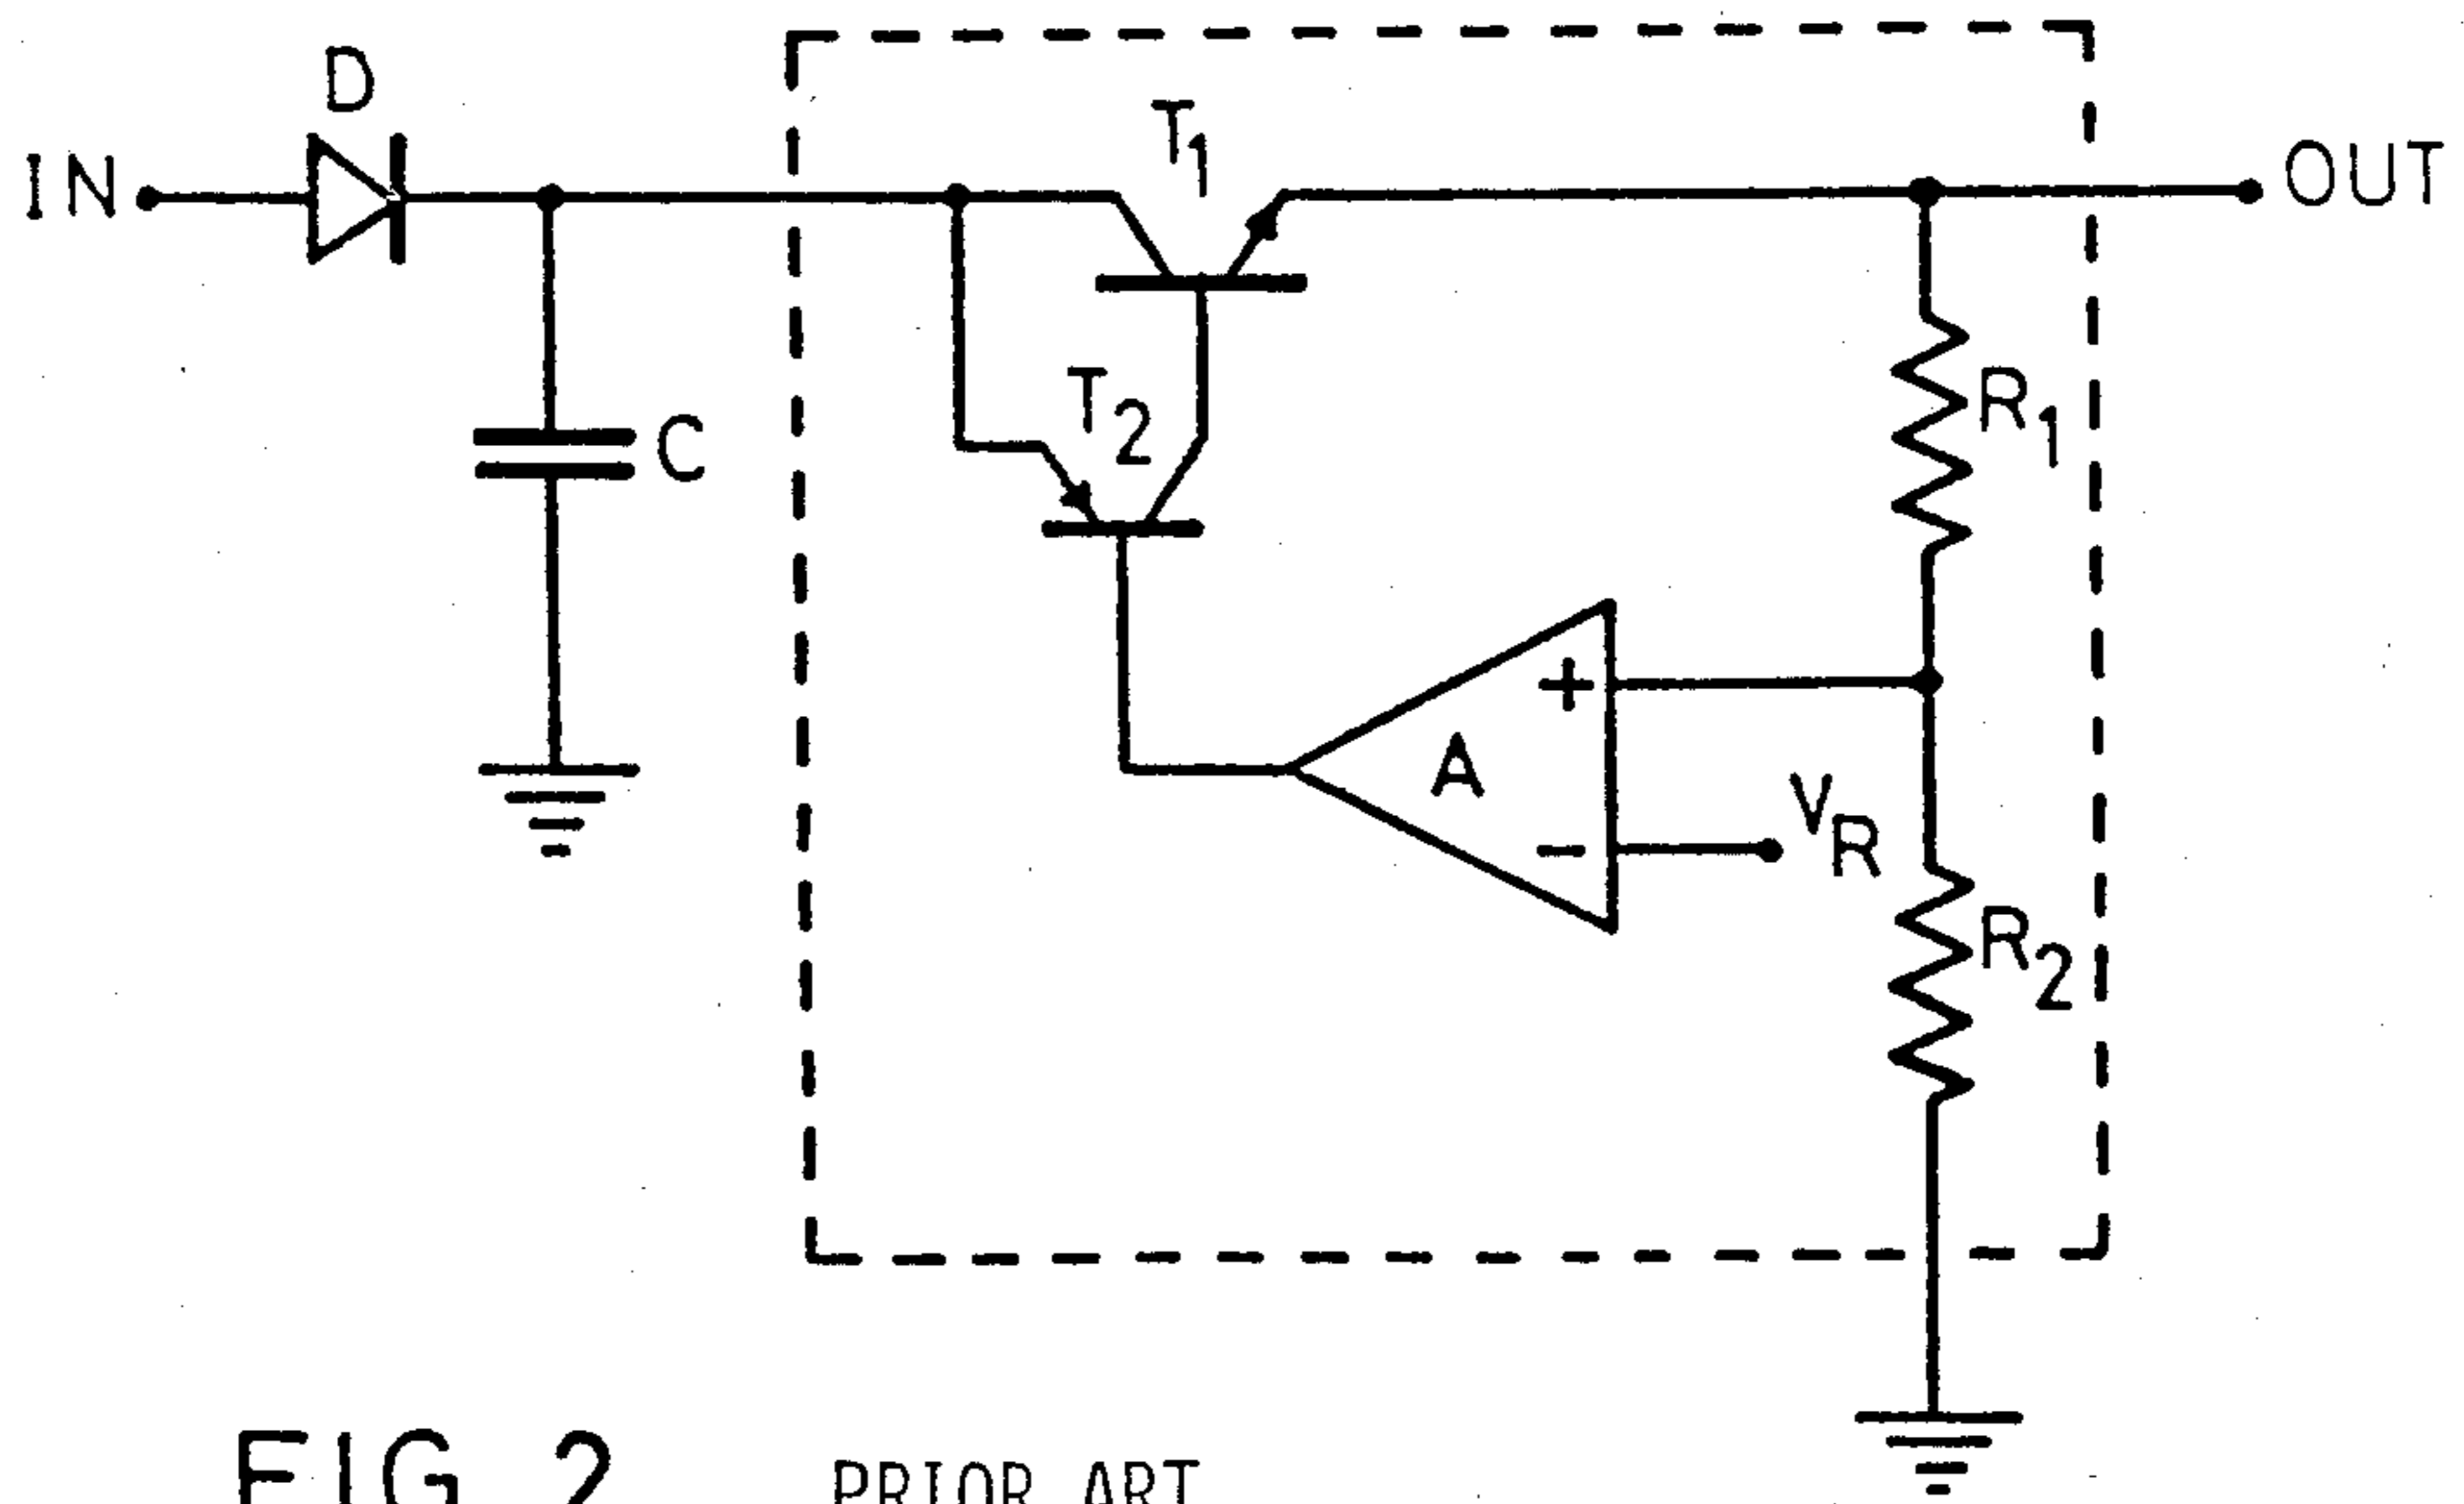 D
T1
IN
OUT
T2
R1
C
+
A
VR
−
R2
FIG 2 PRIOR ART